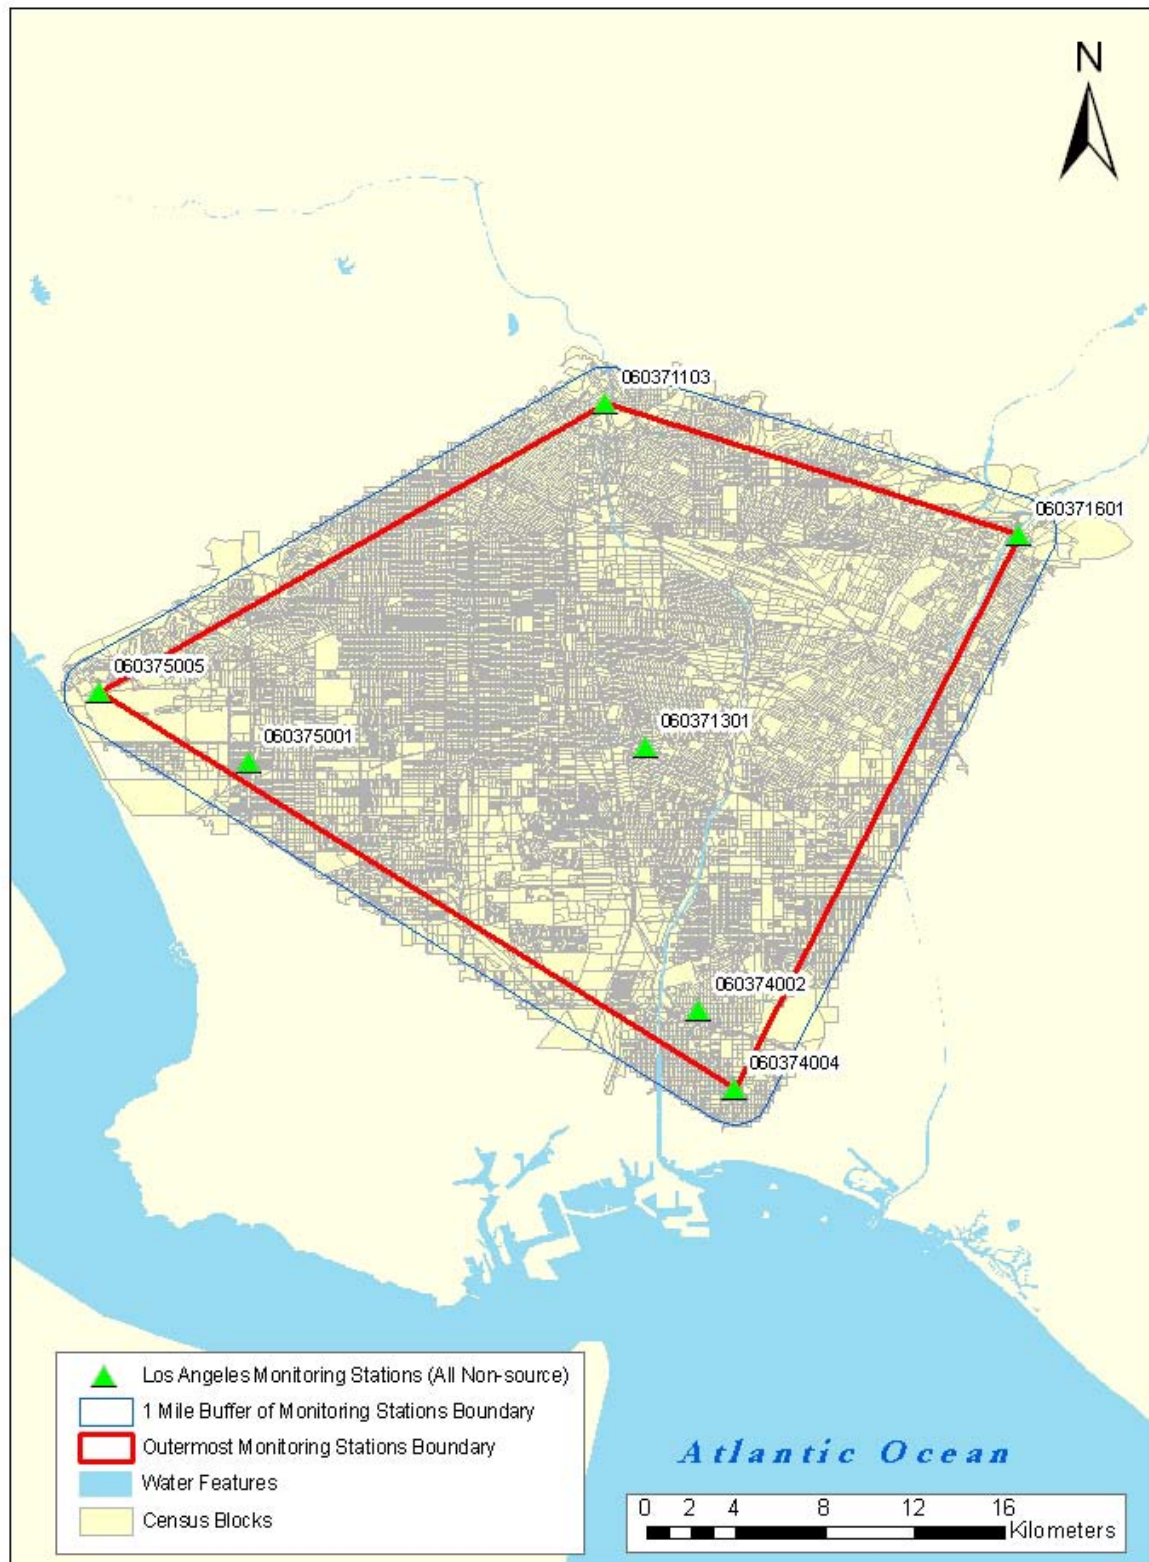 N
060371103
060371601
060375005
060371301
060375001
060374002
060374004
Los Angeles Monitoring Stations (All Non-source)
1 Mile Buffer of Monitoring Stations Boundary
Outermost Monitoring Stations Boundary
Water Features
Census Blocks
Atlantic Ocean
0 2 4 8 12 16
Kilometers